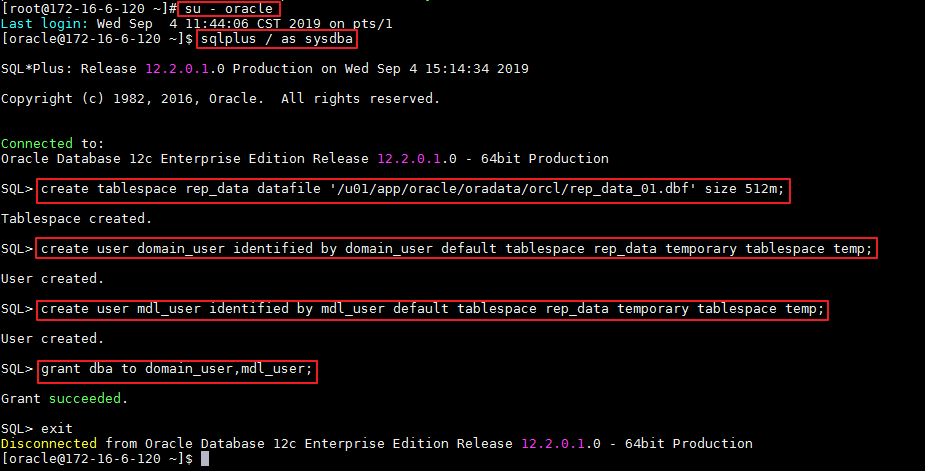 [root@172-16-6-120 ~]# su - oracle
Last login: Wed Sep  4 11:44:06 CST 2019 on pts/1
[oracle@172-16-6-120 ~]$ sqlplus / as sysdba
SQL*Plus: Release 12.2.0.1.0 Production on Wed Sep 4 15:14:34 2019
Copyright (c) 1982, 2016, Oracle.  All rights reserved.
Connected to:
Oracle Database 12c Enterprise Edition Release 12.2.0.1.0 - 64bit Production
SQL> create tablespace rep_data datafile '/u01/app/oracle/oradata/orcl/rep_data_01.dbf' size 512m;
Tablespace created.
SQL> create user domain_user identified by domain_user default tablespace rep_data temporary tablespace temp;
User created.
SQL> create user mdl_user identified by mdl_user default tablespace rep_data temporary tablespace temp;
User created.
SQL> grant dba to domain_user,mdl_user;
Grant succeeded.
SQL> exit
Disconnected from Oracle Database 12c Enterprise Edition Release 12.2.0.1.0 - 64bit Production
[oracle@172-16-6-120 ~]$